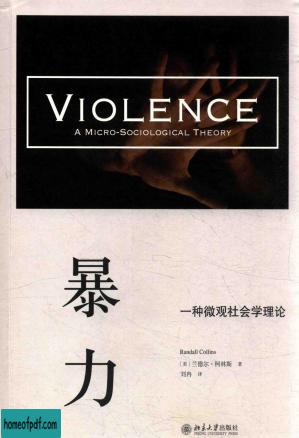 VIOLENCE
A MICRO-SOCIOLOGICAL THEORY
暴力
一种微观社会学理论
Randall Collins
〔美〕兰德尔·柯林斯 著
刘冉 译
北京大学出版社
PEKING UNIVERSITY PRESS
homeofpdf.com